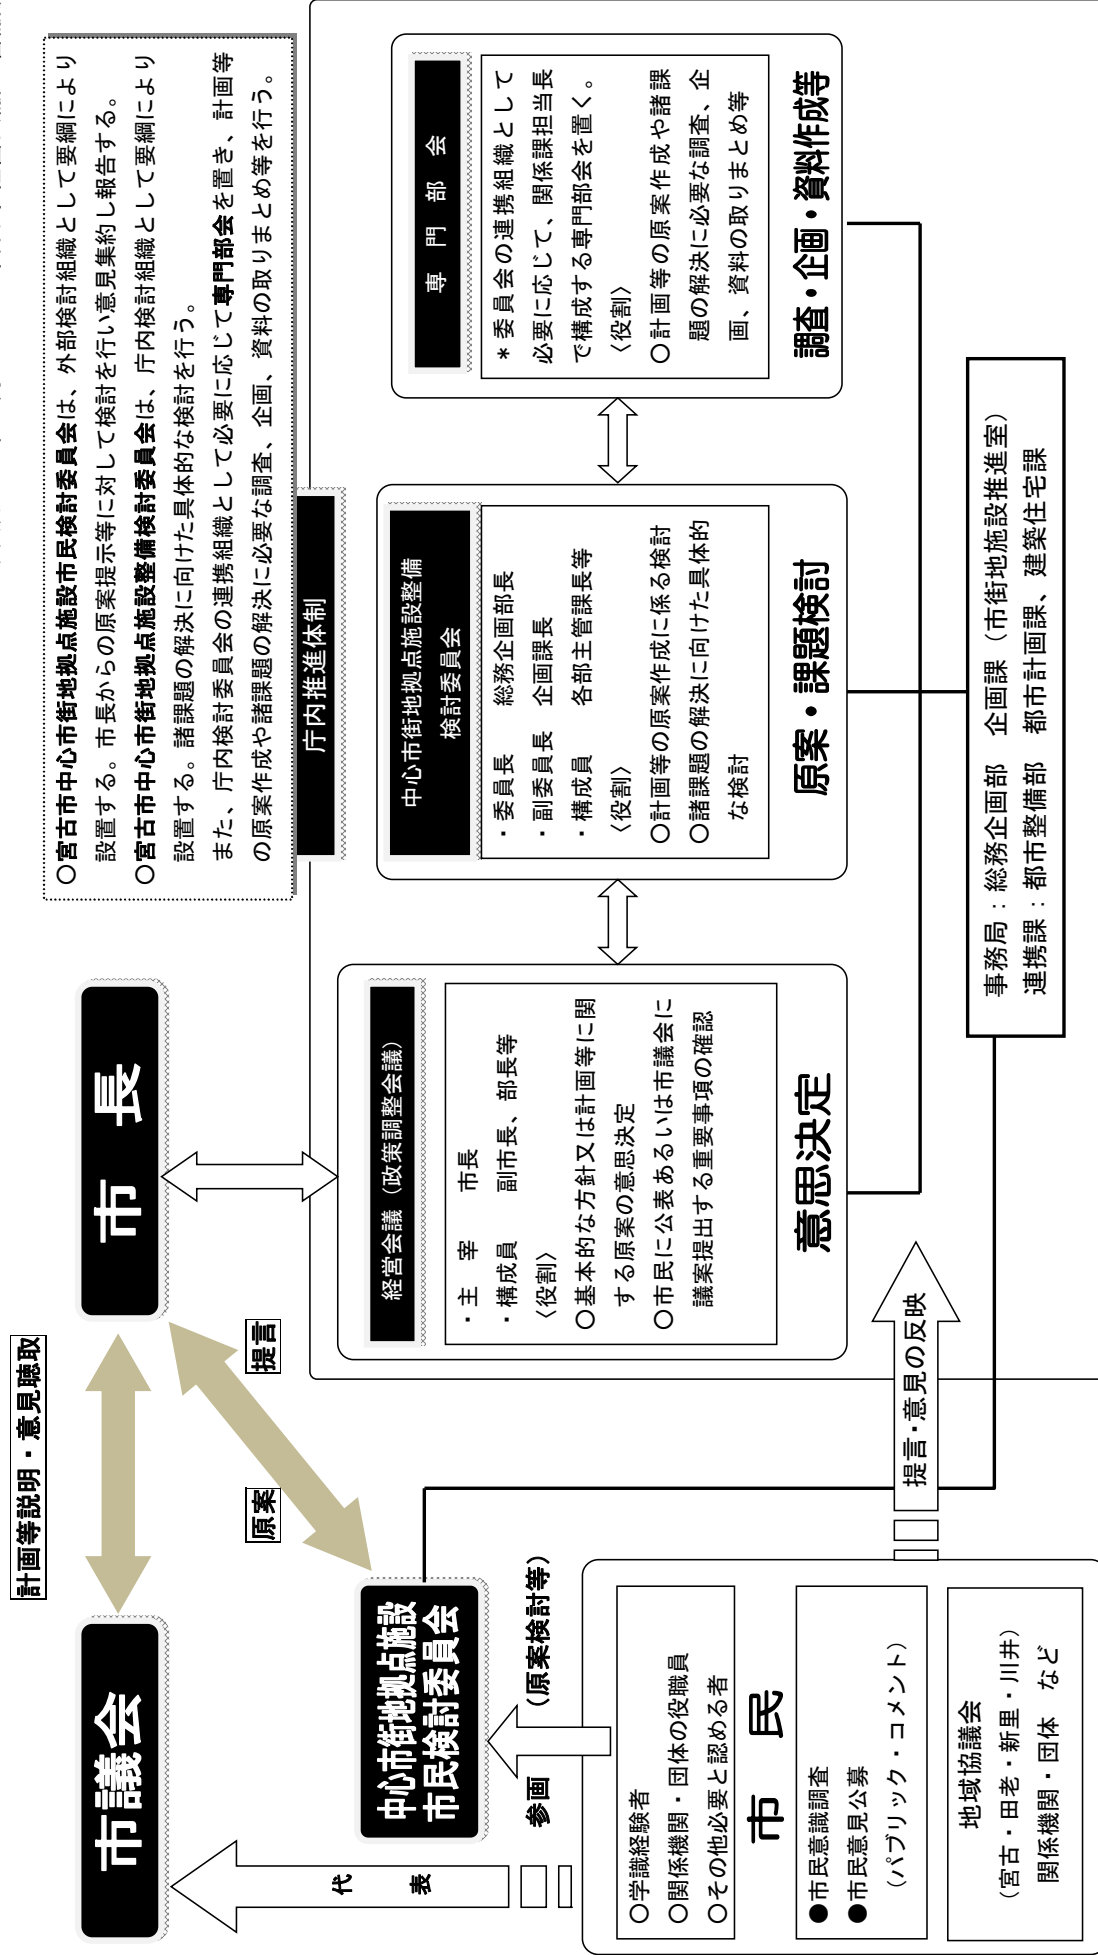 計画等説明・意見聴取
市議会
市　長
○宮古市中心市街地拠点施設市民検討委員会は、外部検討組織として要綱により
設置する。市長からの原案提示等に対して検討を行い意見集約し報告する。
○宮古市中心市街地拠点施設整備検討委員会は、庁内検討組織として要綱により
設置する。諸課題の解決に向けた具体的な検討を行う。
また、庁内検討委員会の連携組織として必要に応じて専門部会を置き、計画等
の原案作成や諸課題の解決に必要な調査、企画、資料の取りまとめ等を行う。
原案
提言
代　表
中心市街地拠点施設
市民検討委員会
参画　（原案検討等）
庁内推進体制
経営会議（政策調整会議）
・主　宰　　市長
・構成員　　副市長、部長等
〈役割〉
○基本的な方針又は計画等に関
する原案の意思決定
○市民に公表あるいは市議会に
議案提出する重要事項の確認
意思決定
中心市街地拠点施設整備
検討委員会
・委員長　　総務企画部長
・副委員長　企画課長
・構成員　　各部主管課長等
〈役割〉
○計画等の原案作成に係る検討
○諸課題の解決に向けた具体的
な検討
原案・課題検討
専　門　部　会
＊委員会の連携組織として
必要に応じて、関係課担当長
で構成する専門部会を置く。
〈役割〉
○計画等の原案作成や諸課
題の解決に必要な調査、企
画、資料の取りまとめ等
調査・企画・資料作成等
○学識経験者
○関係機関・団体の役職員
○その他必要と認める者
市　民
●市民意識調査
●市民意見公募
（パブリック・コメント）
地域協議会
（宮古・田老・新里・川井）
関係機関・団体　など
提言・意見の反映
事務局：総務企画部　企画課（市街地施設推進室）
連携課：都市整備部　都市計画課、建築住宅課